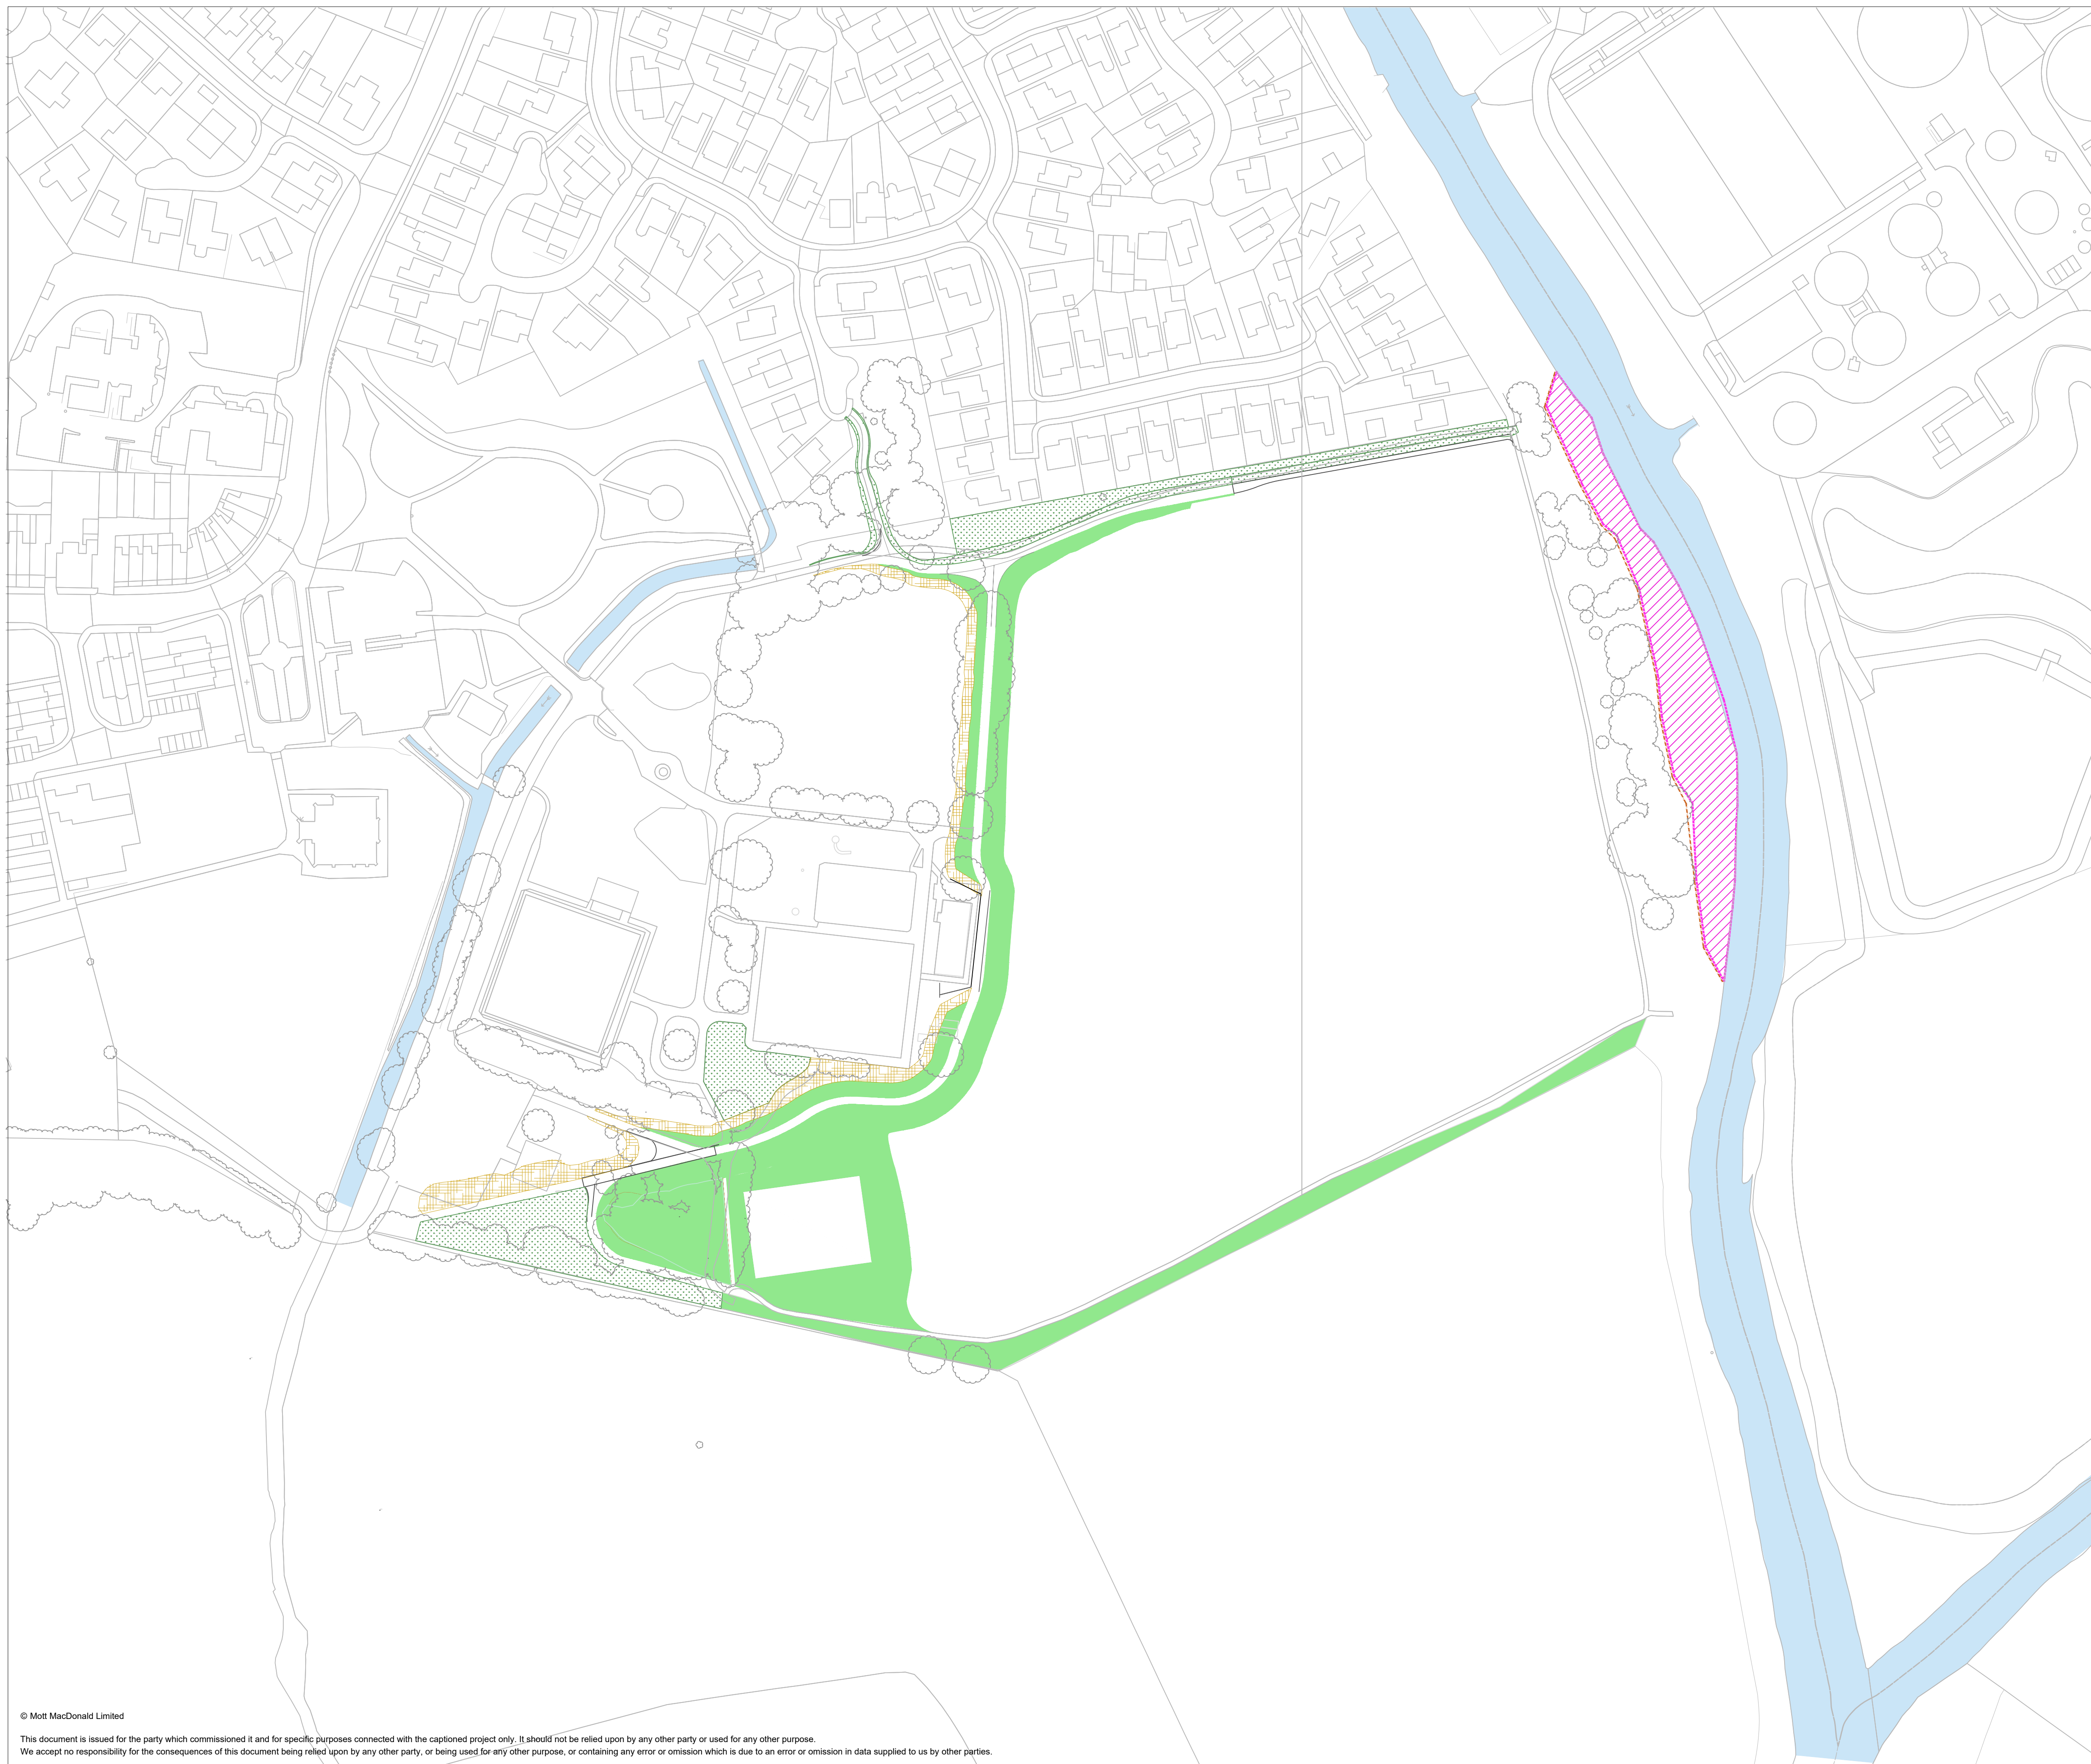 © Mott MacDonald Limited
This document is issued for the party which commissioned it and for specific purposes connected with the captioned project only. It should not be relied upon by any other party or used for any other purpose.
We accept no responsibility for the consequences of this document being relied upon by any other party, or being used for any other purpose, or containing any error or omission which is due to an error or omission in data supplied to us by other parties.